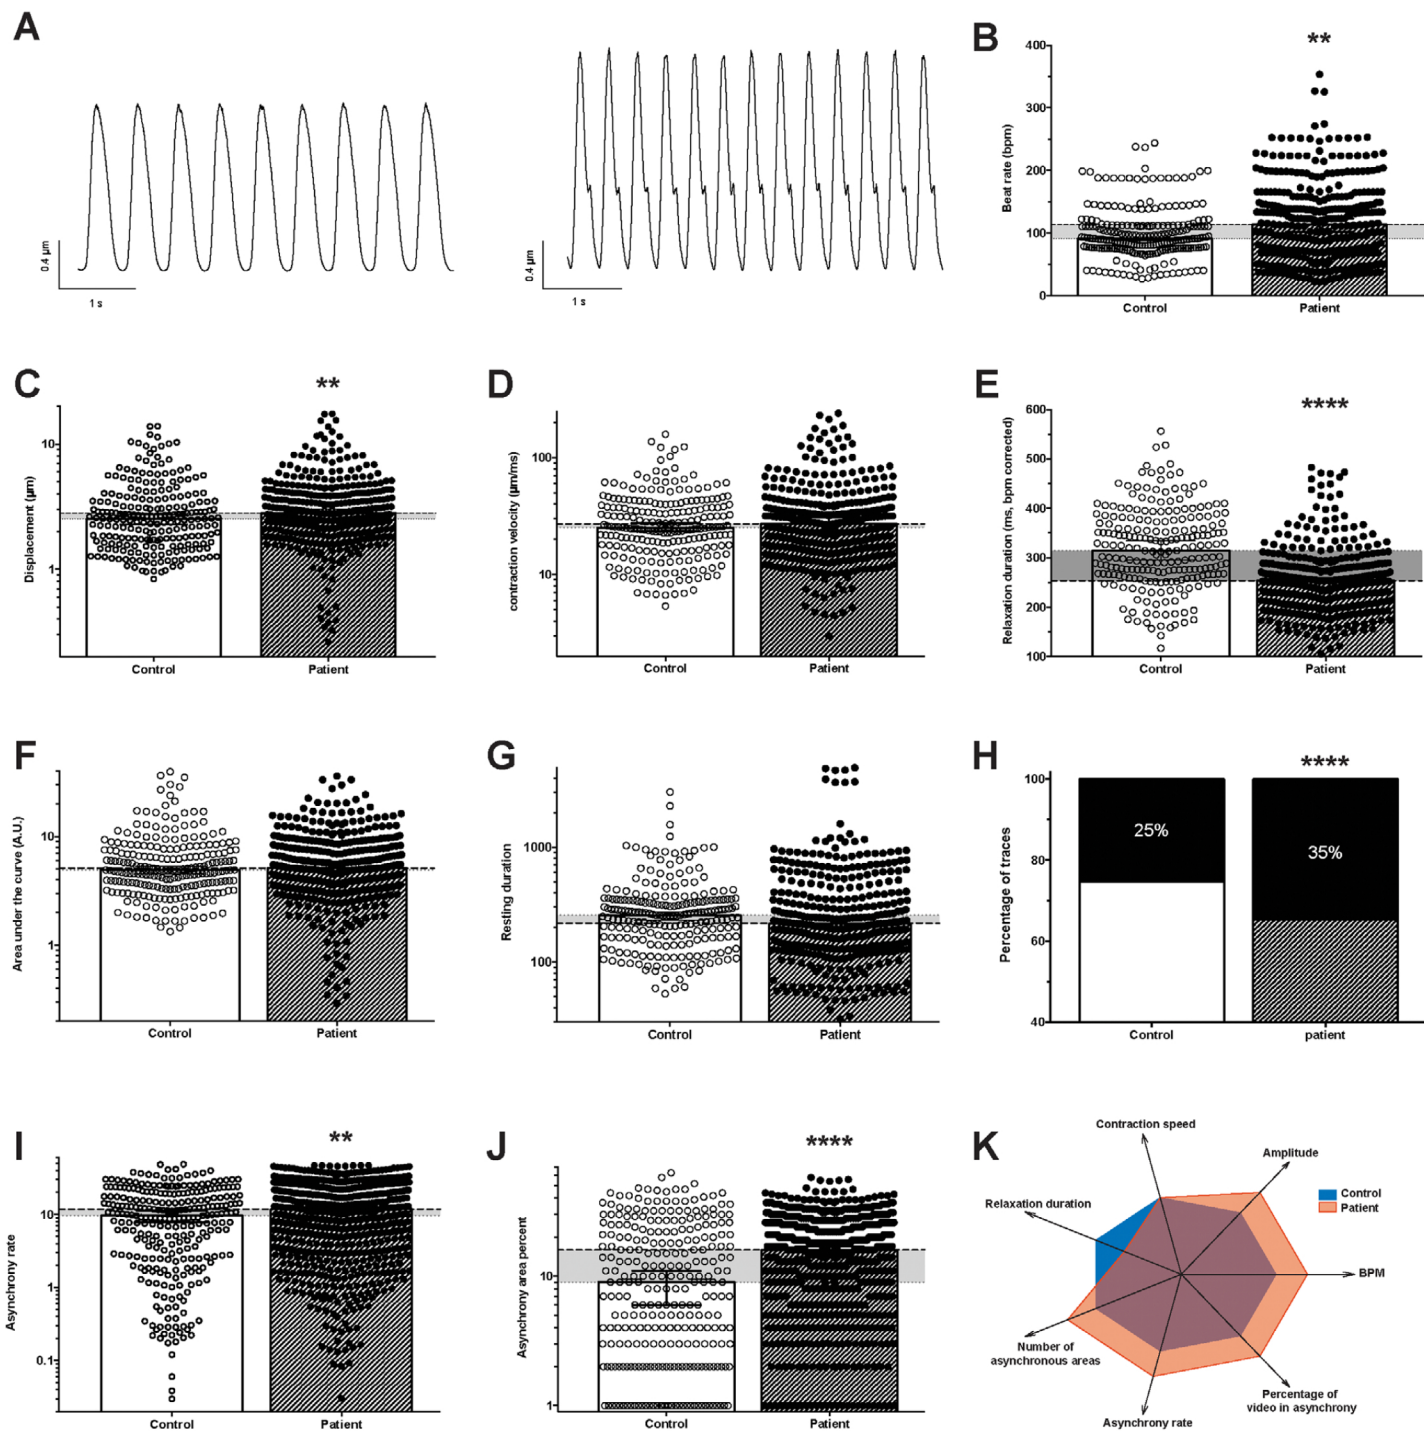 A
0.4 µm
1 s
0.4 µm
1 s
B
**
Beat rate (bpm)
400
300
200
100
0
Control
Patient
C
**
Displacement (µm)
10
1
Control
Patient
D
contraction velocity (µm/ms)
100
10
Control
Patient
E
****
Relaxation duration (ms, bpm corrected)
600
500
400
300
200
100
Control
Patient
F
Area under the curve (A.U.)
10
1
Control
Patient
G
Resting duration
1000
100
Control
Patient
H
****
Percentage of traces
100
80
60
40
25%
35%
Control
patient
I
**
Asynchrony rate
10
1
0.1
Control
Patient
J
****
Asynchrony area percent
10
1
Control
Patient
K
Contraction speed
Amplitude
Control
Patient
Relaxation duration
BPM
Number of
asynchronous areas
Percentage of
video in asynchrony
Asynchrony rate